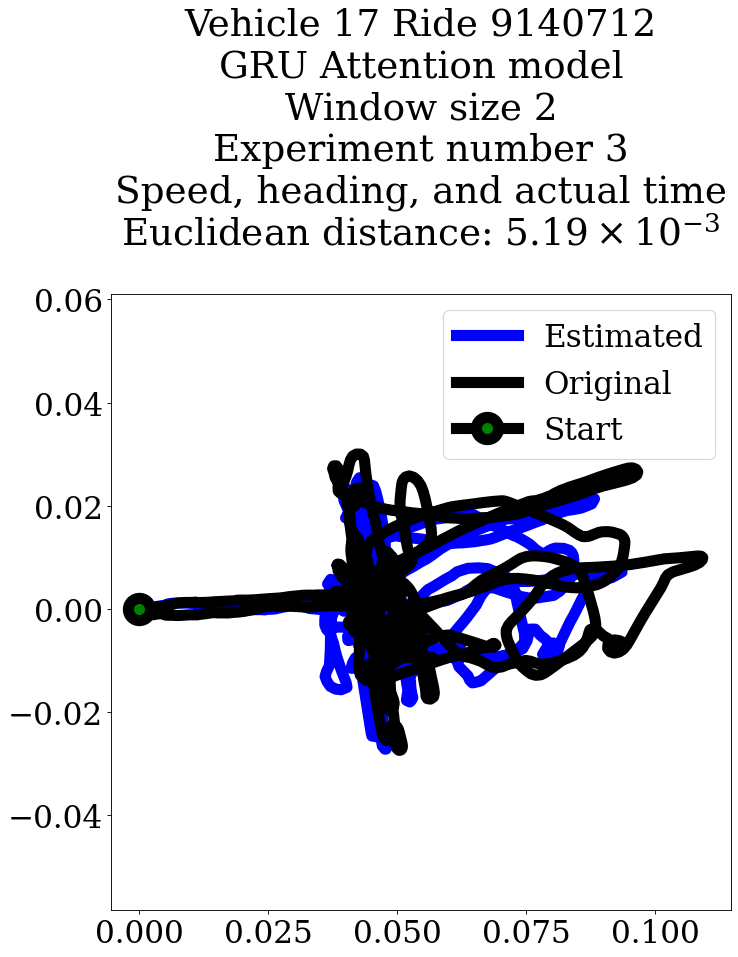 Vehicle 17 Ride 9140712
GRU Attention model
Window size 2
Experiment number 3
Speed, heading, and actual time
Euclidean distance: 5.19 × 10⁻³
0.06
0.04
0.02
0.00
−0.02
−0.04
Estimated
Original
Start
0.000 0.025 0.050 0.075 0.100